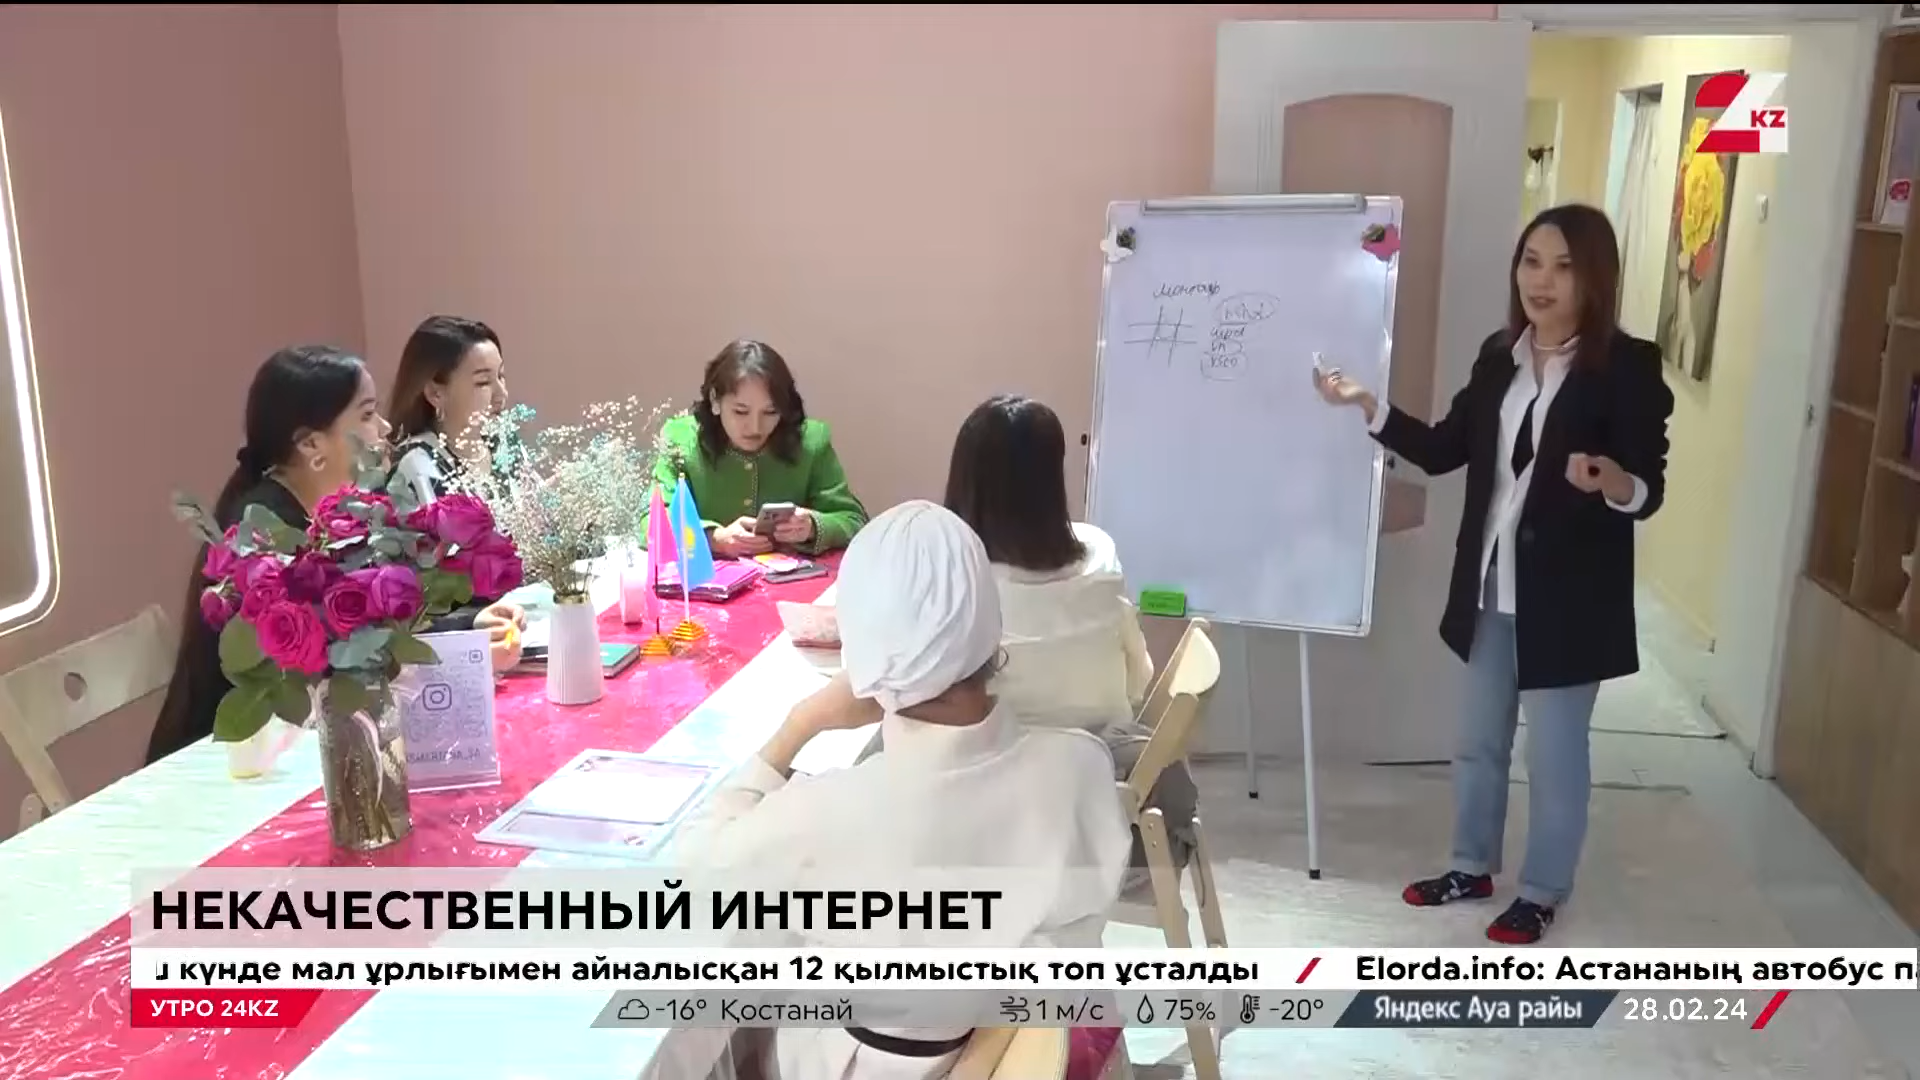 24 KZ
НЕКАЧЕСТВЕННЫЙ ИНТЕРНЕТ
күнде мал ұрлығымен айналысқан 12 қылмыстық топ ұсталды / Elorda.info: Астананың автобус
УТРО 24KZ
-16° Қостанай 1 м/с 75% -20° Яндекс Ауа райы 28.02.24